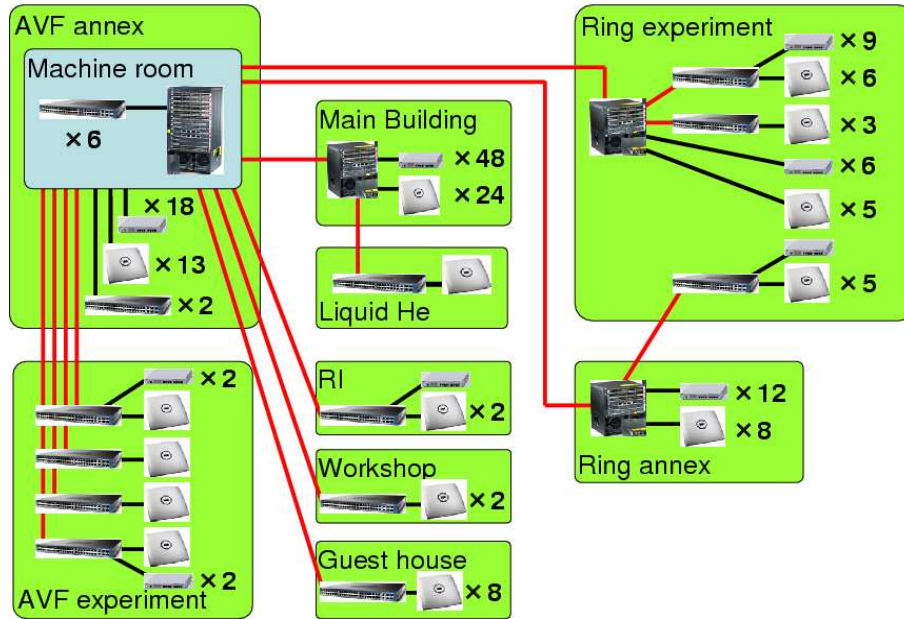 AVF annex
Machine room
×6
×18
×13
×2
Main Building
×48
×24
Liquid He
Ring experiment
×9
×6
×3
×6
×5
×5
×12
×8
Ring annex
×2
×2
AVF experiment
RI
×2
Workshop
×2
Guest house
×8